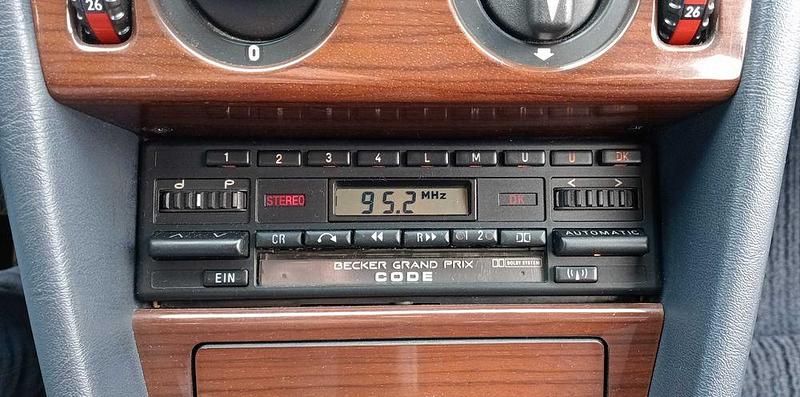 26
26
0
1 2 3 4 L M U U DK
STEREO
95.2 MHz
DK
CR
R
1 2
AUTOMATIC
EIN
BECKER GRAND PRIX
DOLBY SYSTEM
CODE